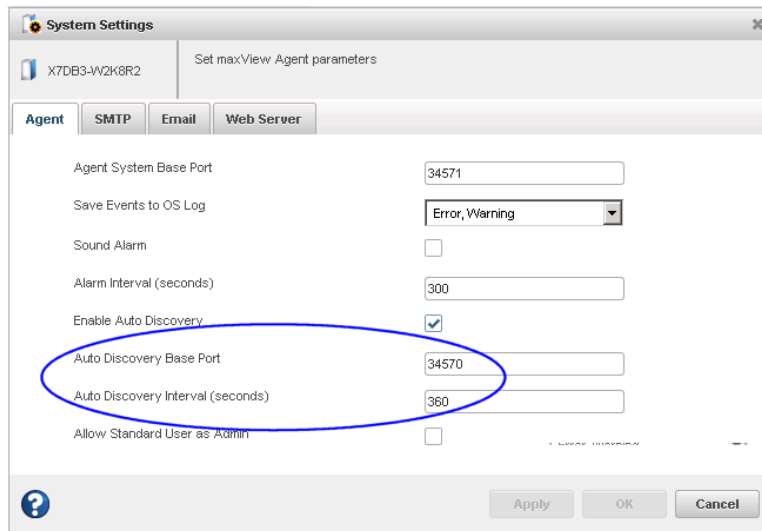 System Settings
X7DB3-W2K8R2
Set maxView Agent parameters
Agent SMTP Email Web Server
Agent System Base Port 34571
Save Events to OS Log Error, Warning
Sound Alarm
Alarm Interval (seconds) 300
Enable Auto Discovery
Auto Discovery Base Port 34570
Auto Discovery Interval (seconds) 360
Allow Standard User as Admin
Apply OK Cancel